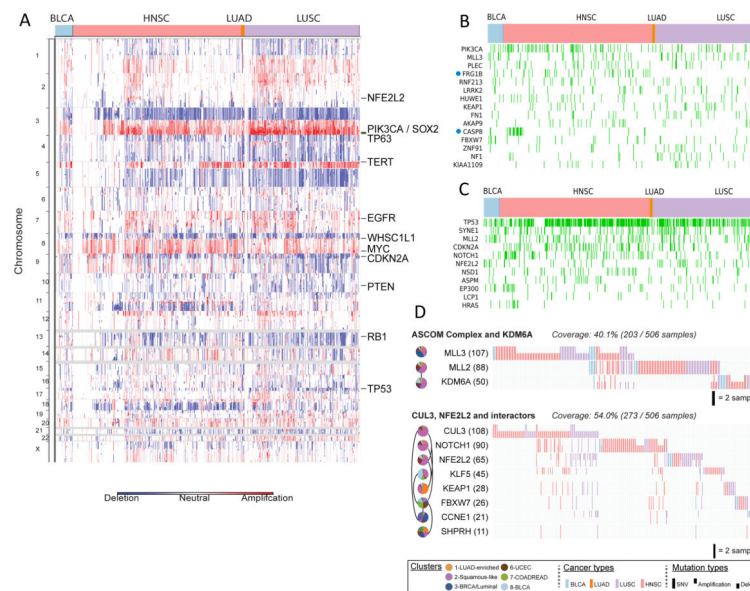 A
BLCA HNSC LUAD LUSC
Chromosome
1
2
3
4
5
6
7
8
9
10
11
12
13
14
15
16
17
18
19
20
21
22
X
NFE2L2
PIK3CA / SOX2
TP63
TERT
EGFR
WHSC1L1
MYC
CDKN2A
PTEN
RB1
TP53
Deletion Neutral Amplification
B
BLCA HNSC LUAD LUSC
PIK3CA
MLL3
PLEC
FRG1B
RNF213
LRRK2
HUWE1
KEAP1
FN1
AKAP9
CASP8
FBXW7
ZNF91
NF1
KIAA1109
C
BLCA HNSC LUAD LUSC
TP53
SYNE1
MLL2
CDKN2A
NOTCH1
NFE2L2
NSD1
ASPM
EP300
LCP1
HRAS
D
ASCOM Complex and KDM6A Coverage: 40.1% (203 / 506 samples)
MLL3 (107)
MLL2 (88)
KDM6A (50)
= 2 samp
CUL3, NFE2L2 and interactors Coverage: 54.0% (273 / 506 samples)
CUL3 (108)
NOTCH1 (90)
NFE2L2 (65)
KLF5 (45)
KEAP1 (28)
FBXW7 (26)
CCNE1 (21)
SHPRH (11)
= 2 samp
Clusters
1-LUAD-enriched 6-UCEC
2-Squamous-like 7-COADREAD
3-BRCA/Luminal 8-BLCA
Cancer types
BLCA LUAD LUSC HNSC
Mutation types
SNV Amplification Dele